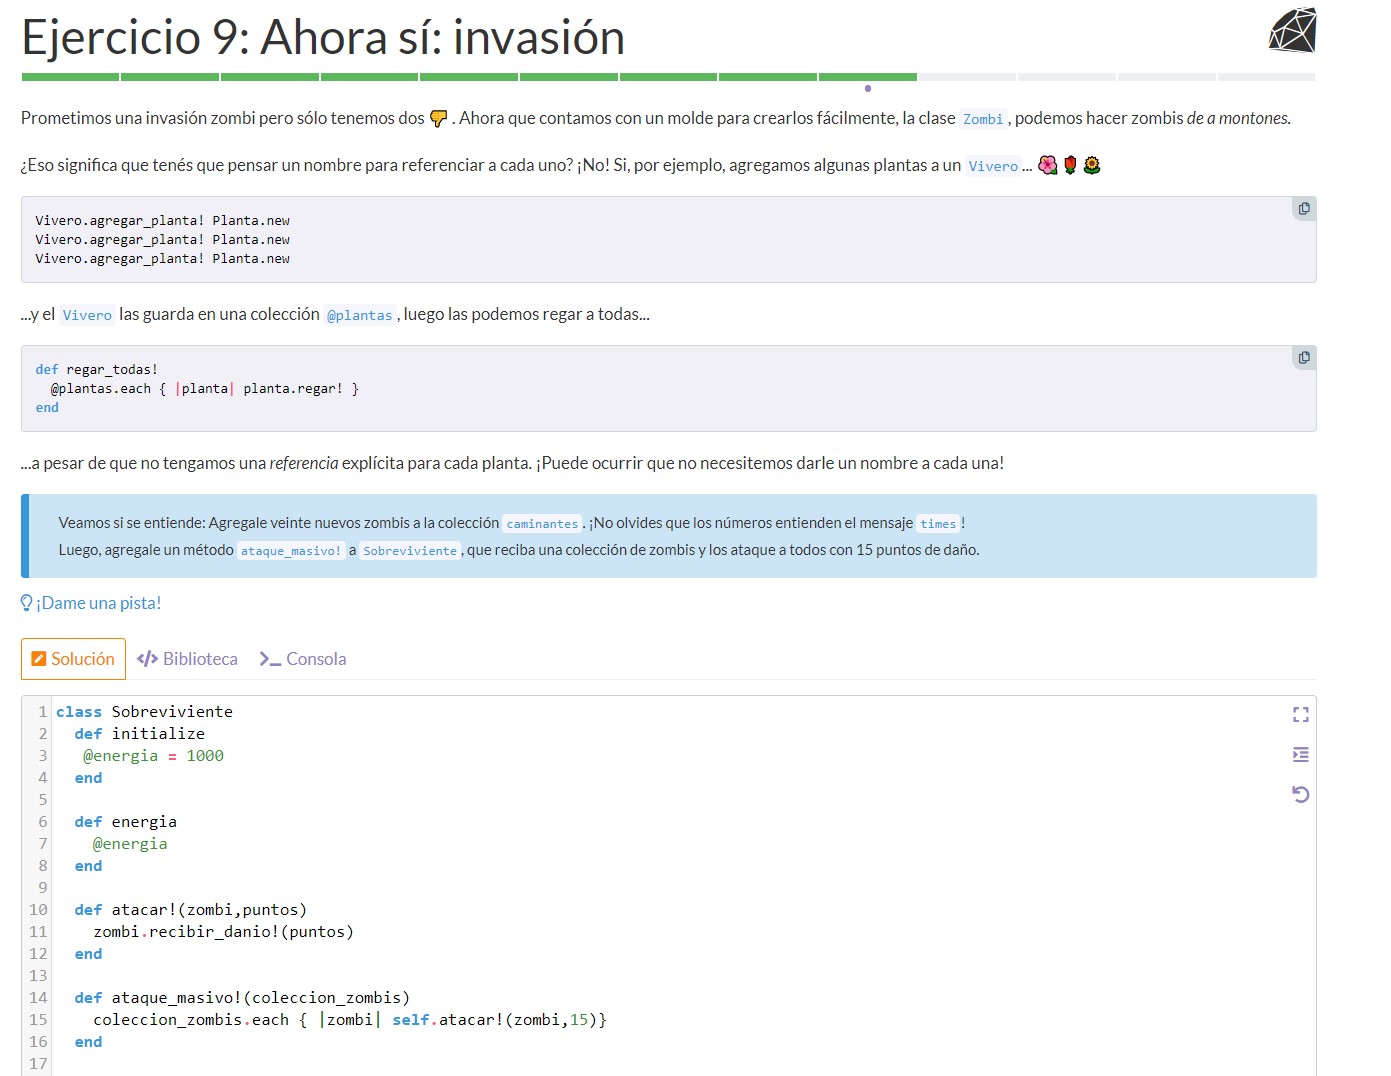 Ejercicio 9: Ahora sí: invasión
Prometimos una invasión zombi pero sólo tenemos dos 👎 . Ahora que contamos con un molde para crearlos fácilmente, la clase Zombi , podemos hacer zombis de a montones.
¿Eso significa que tenés que pensar un nombre para referenciar a cada uno? ¡No! Si, por ejemplo, agregamos algunas plantas a un Vivero ... 🌺🌹🌻
Vivero.agregar_planta! Planta.new
Vivero.agregar_planta! Planta.new
Vivero.agregar_planta! Planta.new
...y el Vivero las guarda en una colección @plantas , luego las podemos regar a todas...
def regar_todas!
  @plantas.each { |planta| planta.regar! }
end
...a pesar de que no tengamos una referencia explícita para cada planta. ¡Puede ocurrir que no necesitemos darle un nombre a cada una!
Veamos si se entiende: Agregale veinte nuevos zombis a la colección caminantes . ¡No olvides que los números entienden el mensaje times !
Luego, agregale un método ataque_masivo! a Sobreviviente , que reciba una colección de zombis y los ataque a todos con 15 puntos de daño.
¡Dame una pista!
Solución </> Biblioteca >_ Consola
1 class Sobreviviente
2   def initialize
3    @energia = 1000
4   end
5
6   def energia
7     @energia
8   end
9
10   def atacar!(zombi,puntos)
11     zombi.recibir_danio!(puntos)
12   end
13
14   def ataque_masivo!(coleccion_zombis)
15     coleccion_zombis.each { |zombi| self.atacar!(zombi,15)}
16   end
17